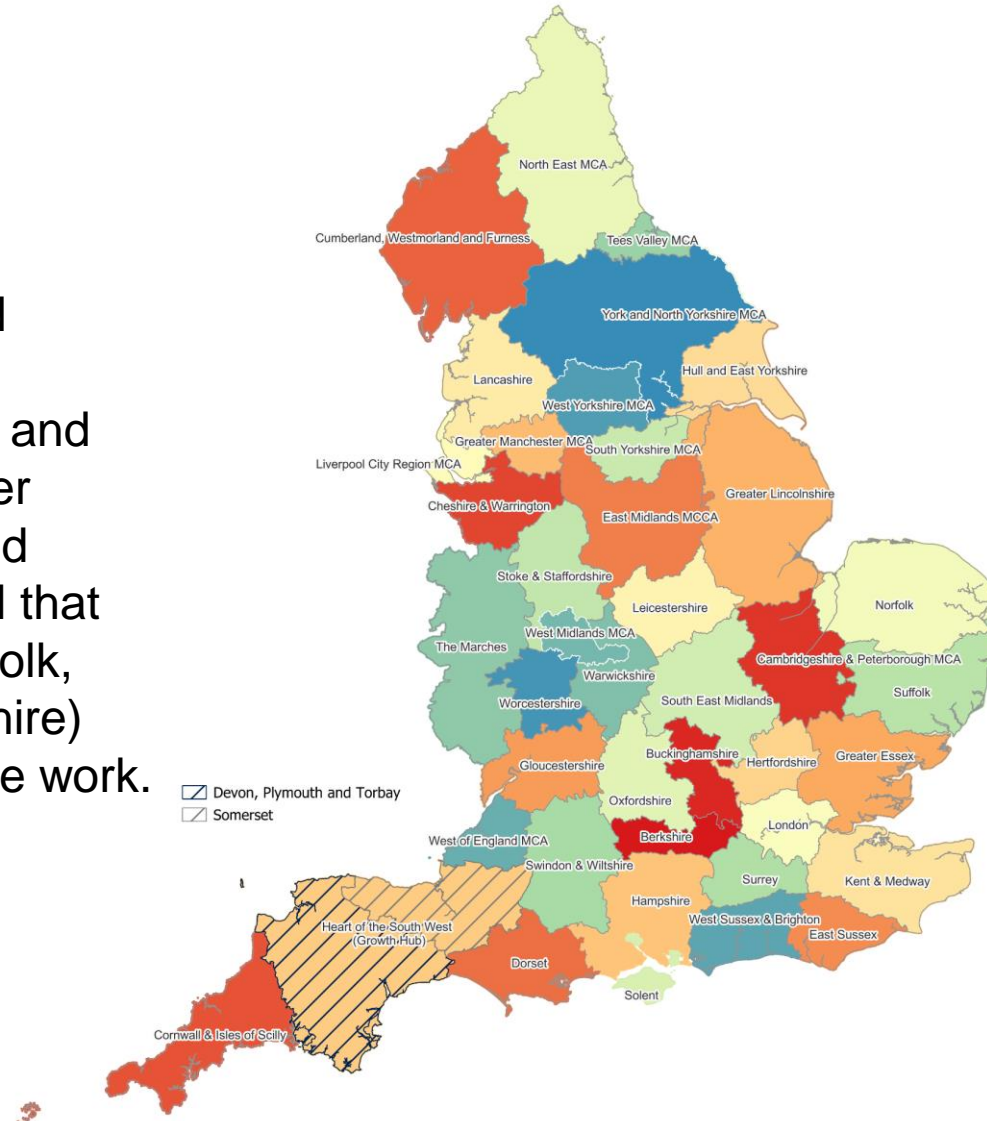 l
and
er
d
l that
olk,
hire)
e work.
Devon, Plymouth and Torbay
Somerset
North East MCA
Cumberland, Westmorland and Furness
Tees Valley MCA
York and North Yorkshire MCA
Hull and East Yorkshire
Lancashire
West Yorkshire MCA
Greater Manchester MCA
South Yorkshire MCA
Liverpool City Region MCA
Cheshire & Warrington
East Midlands MCCA
Greater Lincolnshire
Stoke & Staffordshire
Leicestershire
Norfolk
West Midlands MCA
The Marches
Cambridgeshire & Peterborough MCA
Warwickshire
Suffolk
Worcestershire
South East Midlands
Buckinghamshire
Hertfordshire
Greater Essex
Gloucestershire
Oxfordshire
London
Berkshire
West of England MCA
Swindon & Wiltshire
Surrey
Kent & Medway
Hampshire
West Sussex & Brighton
Heart of the South West
(Growth Hub)
East Sussex
Dorset
Solent
Cornwall & Isles of Scilly